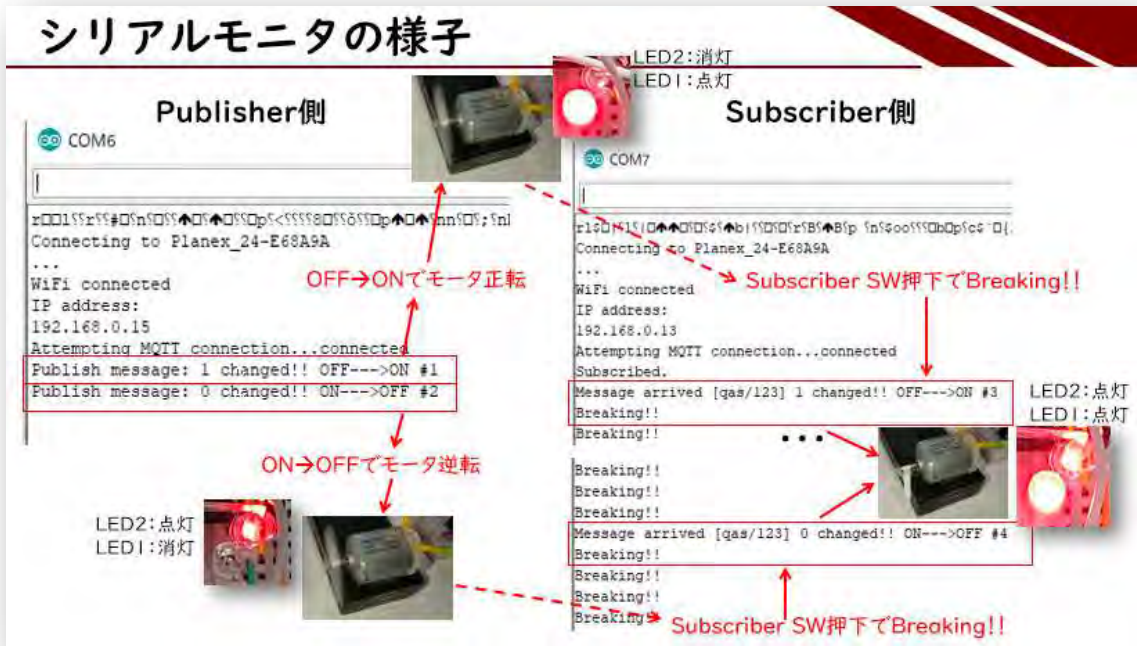 シリアルモニタの様子
LED2:消灯
LED1:点灯
Publisher側
COM6
Connecting to Planex_24-E68A9A
...
WiFi connected
IP address:
192.168.0.15
Attempting MQTT connection...connected
Publish message: 1 changed!! OFF--->ON #1
Publish message: 0 changed!! ON--->OFF #2
OFF→ONでモータ正転
ON→OFFでモータ逆転
LED2:点灯
LED1:消灯
Subscriber側
COM7
Connecting to Planex_24-E68A9A
...
WiFi connected
IP address:
192.168.0.13
Attempting MQTT connection...connected
Subscribed.
Message arrived [qas/123] 1 changed!! OFF--->ON #3
Breaking!!
Breaking!!
...
Breaking!!
Breaking!!
Breaking!!
Message arrived [qas/123] 0 changed!! ON--->OFF #4
Breaking!!
Breaking!!
Breaking!!
Breaking!!
Subscriber SW押下でBreaking!!
LED2:点灯
LED1:点灯
Subscriber SW押下でBreaking!!